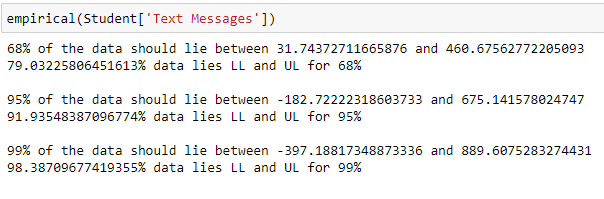 empirical(Student['Text Messages'])
68% of the data should lie between 31.74372711665876 and 460.67562772205093
79.03225806451613% data lies LL and UL for 68%
95% of the data should lie between -182.72222318603733 and 675.141578024747
91.93548387096774% data lies LL and UL for 95%
99% of the data should lie between -397.18817348873336 and 889.6075283274431
98.38709677419355% data lies LL and UL for 99%